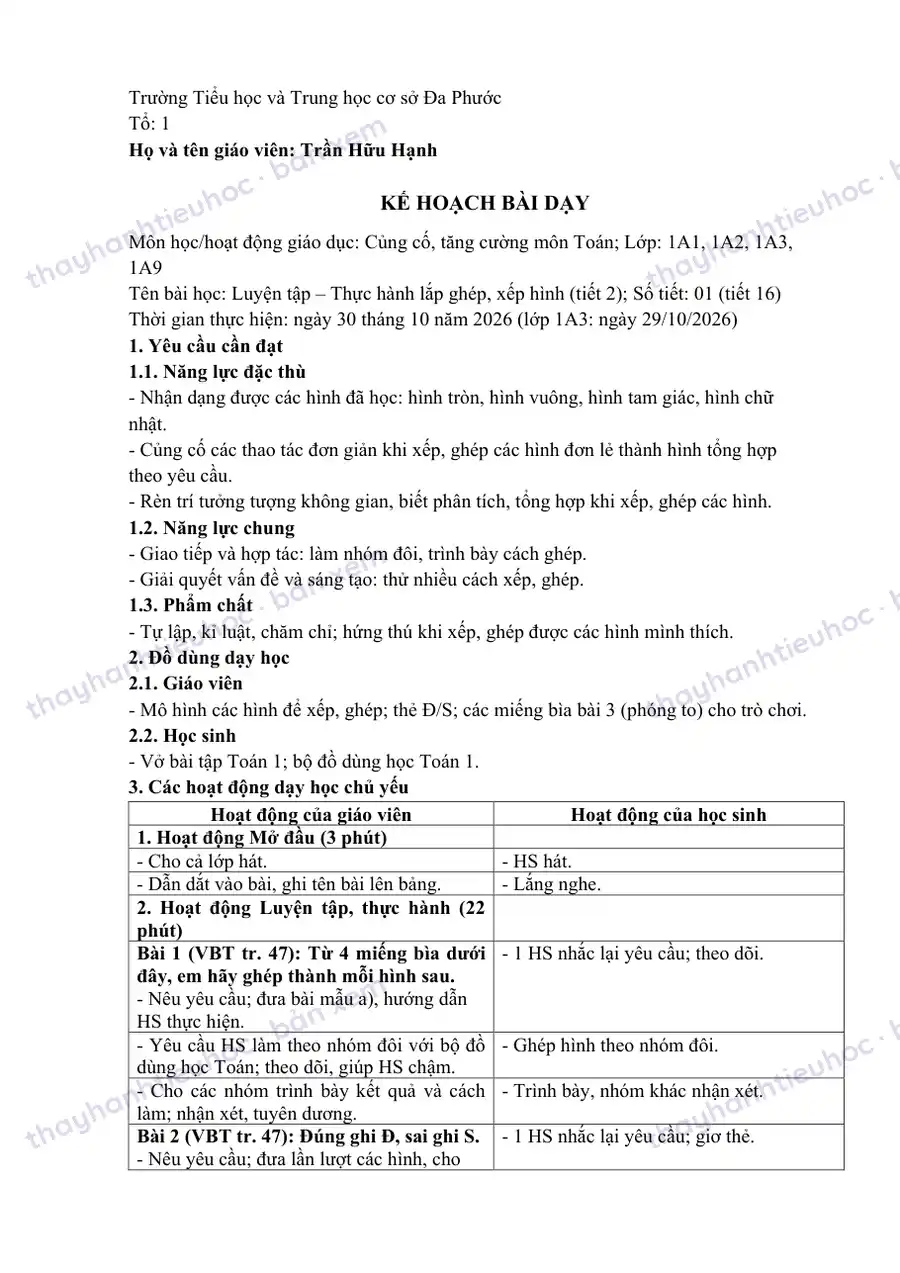 Trường Tiểu học và Trung học cơ sở Đa Phước
Tổ: 1
Họ và tên giáo viên: Trần Hữu Hạnh
KẾ HOẠCH BÀI DẠY
Môn học/hoạt động giáo dục: Củng cố, tăng cường môn Toán; Lớp: 1A1, 1A2, 1A3,
1A9
Tên bài học: Luyện tập – Thực hành lắp ghép, xếp hình (tiết 2); Số tiết: 01 (tiết 16)
Thời gian thực hiện: ngày 30 tháng 10 năm 2026 (lớp 1A3: ngày 29/10/2026)
1. Yêu cầu cần đạt
1.1. Năng lực đặc thù
- Nhận dạng được các hình đã học: hình tròn, hình vuông, hình tam giác, hình chữ
nhật.
- Củng cố các thao tác đơn giản khi xếp, ghép các hình đơn lẻ thành hình tổng hợp
theo yêu cầu.
- Rèn trí tưởng tượng không gian, biết phân tích, tổng hợp khi xếp, ghép các hình.
1.2. Năng lực chung
- Giao tiếp và hợp tác: làm nhóm đôi, trình bày cách ghép.
- Giải quyết vấn đề và sáng tạo: thử nhiều cách xếp, ghép.
1.3. Phẩm chất
- Tự lập, kỉ luật, chăm chỉ; hứng thú khi xếp, ghép được các hình mình thích.
2. Đồ dùng dạy học
2.1. Giáo viên
- Mô hình các hình để xếp, ghép; thẻ Đ/S; các miếng bìa bài 3 (phóng to) cho trò chơi.
2.2. Học sinh
- Vở bài tập Toán 1; bộ đồ dùng học Toán 1.
3. Các hoạt động dạy học chủ yếu
Hoạt động của giáo viên
Hoạt động của học sinh
1. Hoạt động Mở đầu (3 phút)
- Cho cả lớp hát.
- HS hát.
- Dẫn dắt vào bài, ghi tên bài lên bảng.
- Lắng nghe.
2. Hoạt động Luyện tập, thực hành (22
phút)
Bài 1 (VBT tr. 47): Từ 4 miếng bìa dưới
đây, em hãy ghép thành mỗi hình sau.
- Nêu yêu cầu; đưa bài mẫu a), hướng dẫn
HS thực hiện.
- 1 HS nhắc lại yêu cầu; theo dõi.
- Yêu cầu HS làm theo nhóm đôi với bộ đồ
dùng học Toán; theo dõi, giúp HS chậm.
- Ghép hình theo nhóm đôi.
- Cho các nhóm trình bày kết quả và cách
làm; nhận xét, tuyên dương.
- Trình bày, nhóm khác nhận xét.
Bài 2 (VBT tr. 47): Đúng ghi Đ, sai ghi S.
- Nêu yêu cầu; đưa lần lượt các hình, cho
- 1 HS nhắc lại yêu cầu; giơ thẻ.
thayhanhtieuhoc · bản xem
thayhanhtieuhoc · b
thayhanhtieuhoc · bản xem
thayhanhtieuhoc · b
thayhanhtieuhoc · bản xem
thayhanhtieuhoc · b